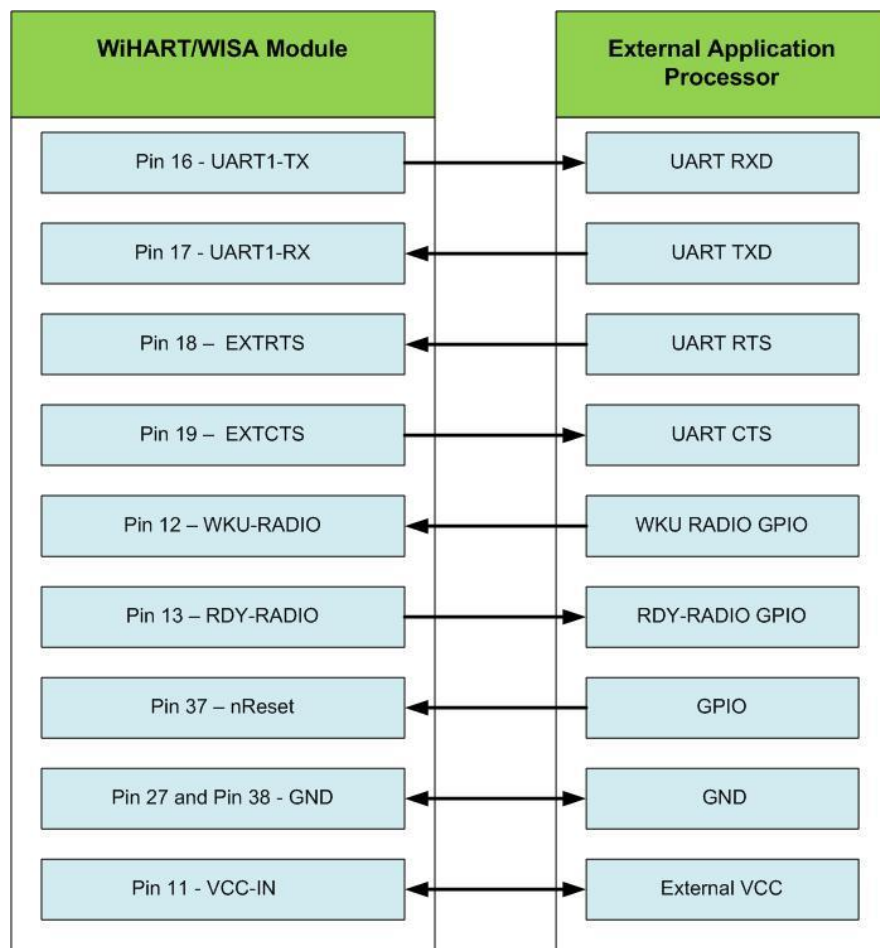 WiHART/WISA Module
External Application
Processor
Pin 16 - UART1-TX
UART RXD
Pin 17 - UART1-RX
UART TXD
Pin 18 – EXTRTS
UART RTS
Pin 19 – EXTCTS
UART CTS
Pin 12 – WKU-RADIO
WKU RADIO GPIO
Pin 13 – RDY-RADIO
RDY-RADIO GPIO
Pin 37 – nReset
GPIO
Pin 27 and Pin 38 - GND
GND
Pin 11 - VCC-IN
External VCC